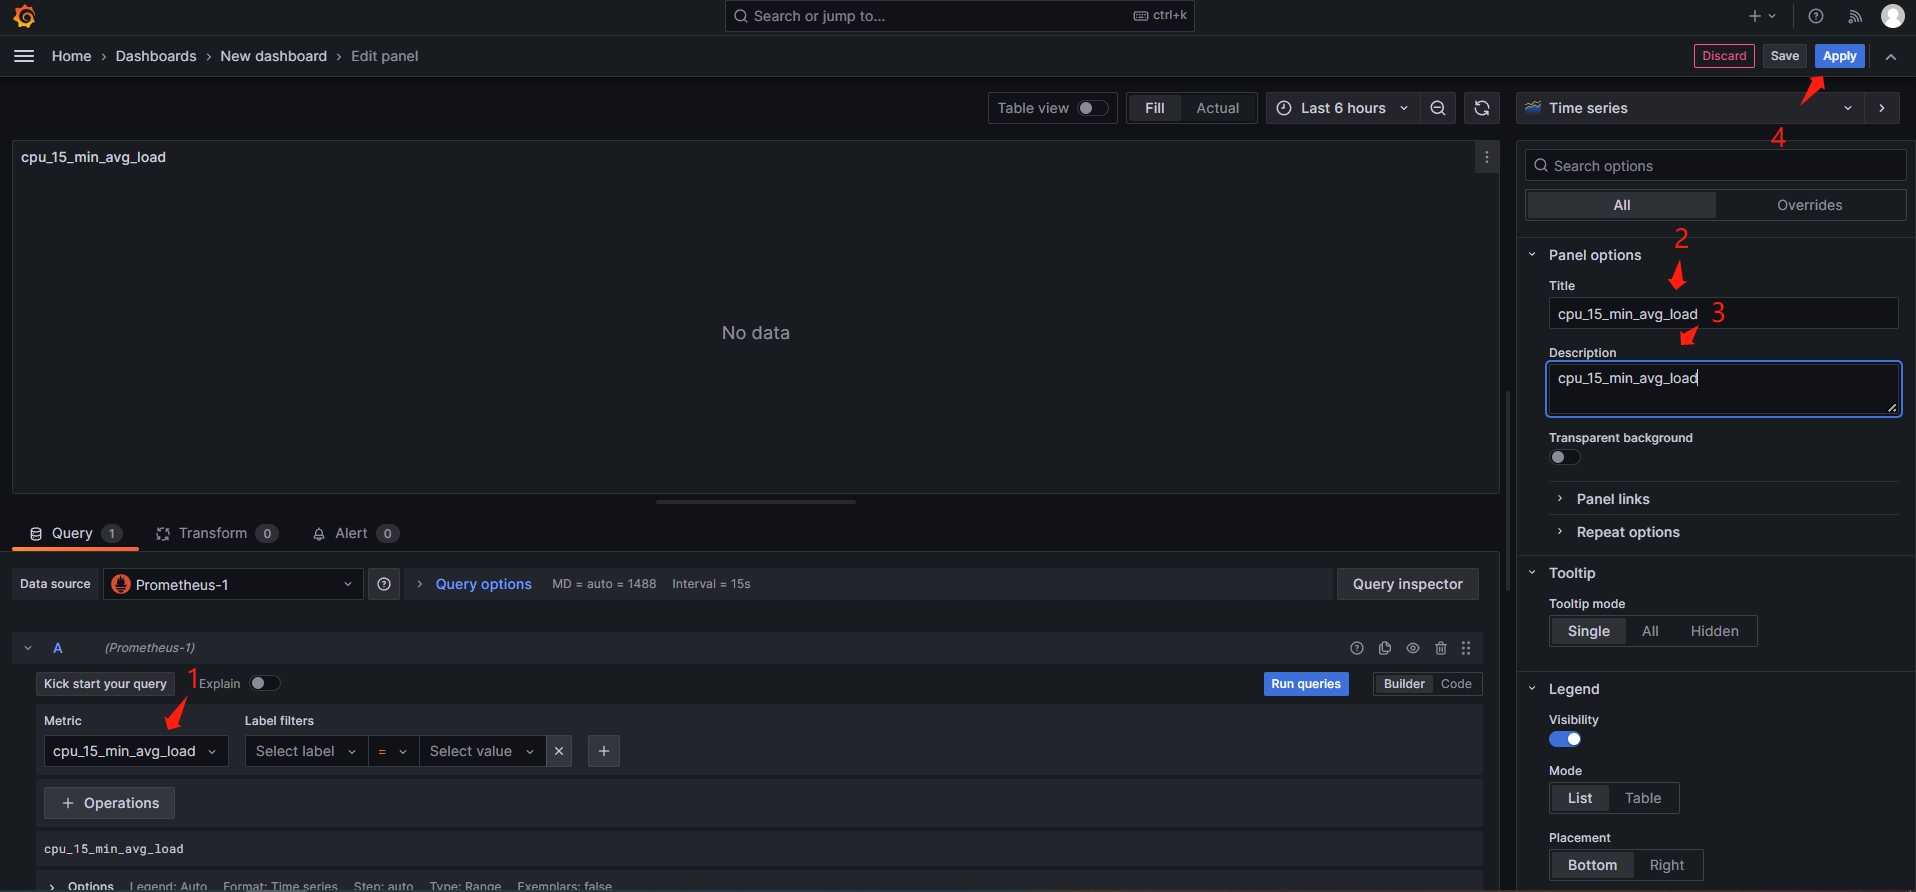 Search or jump to...
ctrl+k
Home › Dashboards › New dashboard › Edit panel
Discard
Save
Apply
Table view
Fill
Actual
Last 6 hours
Time series
4
cpu_15_min_avg_load
No data
Search options
All
Overrides
2
Panel options
Title
cpu_15_min_avg_load
3
Description
cpu_15_min_avg_load
Transparent background
Panel links
Repeat options
Tooltip
Tooltip mode
Single
All
Hidden
Legend
Visibility
Mode
List
Table
Placement
Bottom
Right
Query 1
Transform 0
Alert 0
Data source
Prometheus-1
Query options
MD = auto = 1488
Interval = 15s
Query inspector
A
(Prometheus-1)
Kick start your query
1
Explain
Run queries
Builder
Code
Metric
Label filters
cpu_15_min_avg_load
Select label
=
Select value
+ Operations
cpu_15_min_avg_load
Options Legend: Auto Format: Time series Step: auto Type: Range Exemplars: false